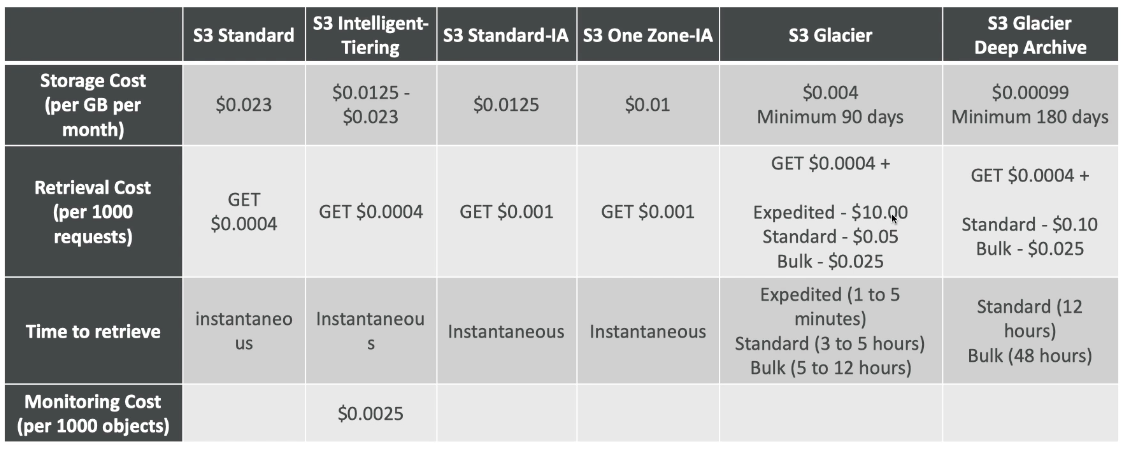 S3 Standard
S3 Intelligent-
Tiering
S3 Standard-IA
S3 One Zone-IA
S3 Glacier
S3 Glacier
Deep Archive
Storage Cost
(per GB per
month)
$0.023
$0.0125 -
$0.023
$0.0125
$0.01
$0.004
Minimum 90 days
$0.00099
Minimum 180 days
Retrieval Cost
(per 1000
requests)
GET
$0.0004
GET $0.0004
GET $0.001
GET $0.001
GET $0.0004 +
Expedited - $10.00
Standard - $0.05
Bulk - $0.025
GET $0.0004 +
Standard - $0.10
Bulk - $0.025
Time to retrieve
instantaneo
us
Instantaneou
s
Instantaneous
Instantaneous
Expedited (1 to 5
minutes)
Standard (3 to 5 hours)
Bulk (5 to 12 hours)
Standard (12
hours)
Bulk (48 hours)
Monitoring Cost
(per 1000 objects)
$0.0025